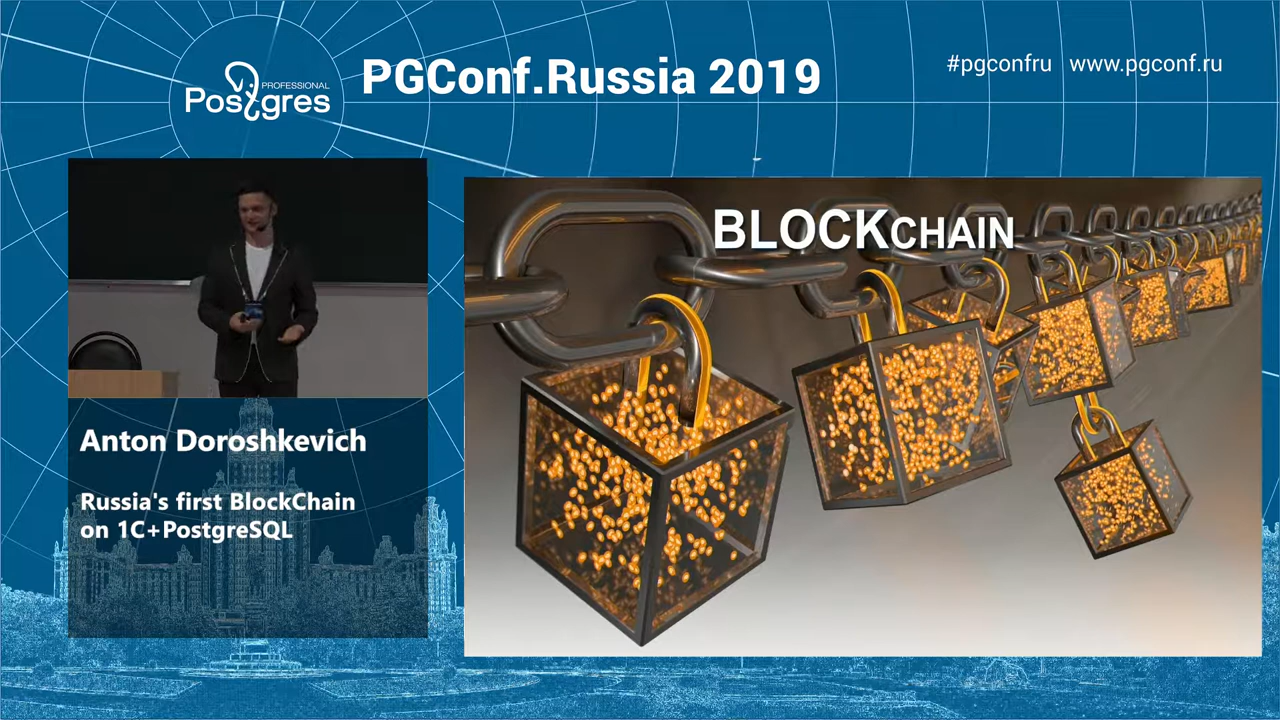 PROFESSIONAL
Postgres
PGConf.Russia 2019
#pgconfru www.pgconf.ru
BLOCKCHAIN
Anton Doroshkevich
Russia's first BlockChain
on 1C+PostgreSQL